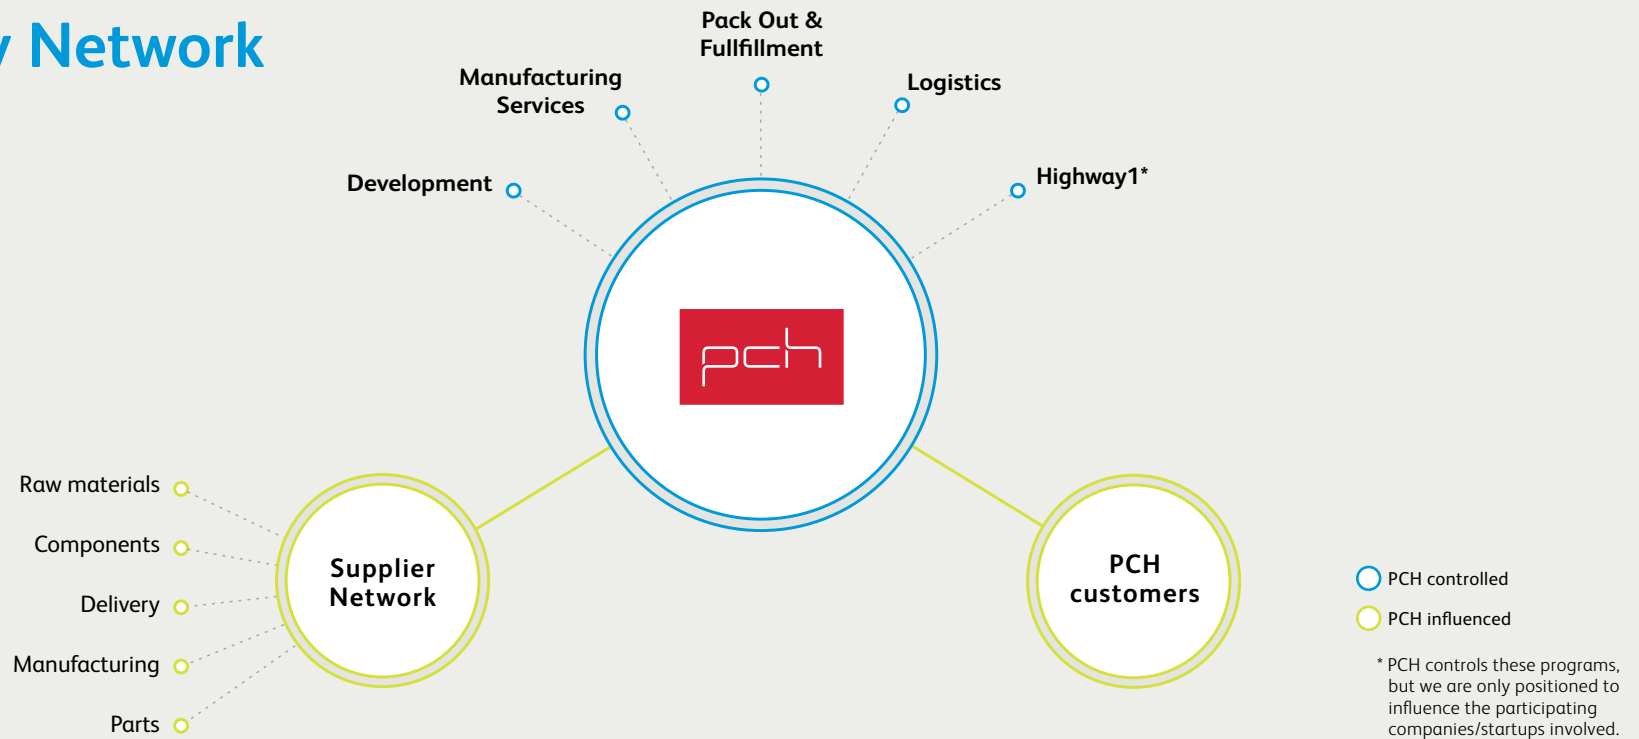 y Network
Pack Out &
Fullfillment
Manufacturing
Services
Logistics
Development
Highway1*
pch
Raw materials
Components
Delivery
Manufacturing
Parts
Supplier
Network
PCH
customers
PCH controlled
PCH influenced
* PCH controls these programs,
but we are only positioned to
influence the participating
companies/startups involved.